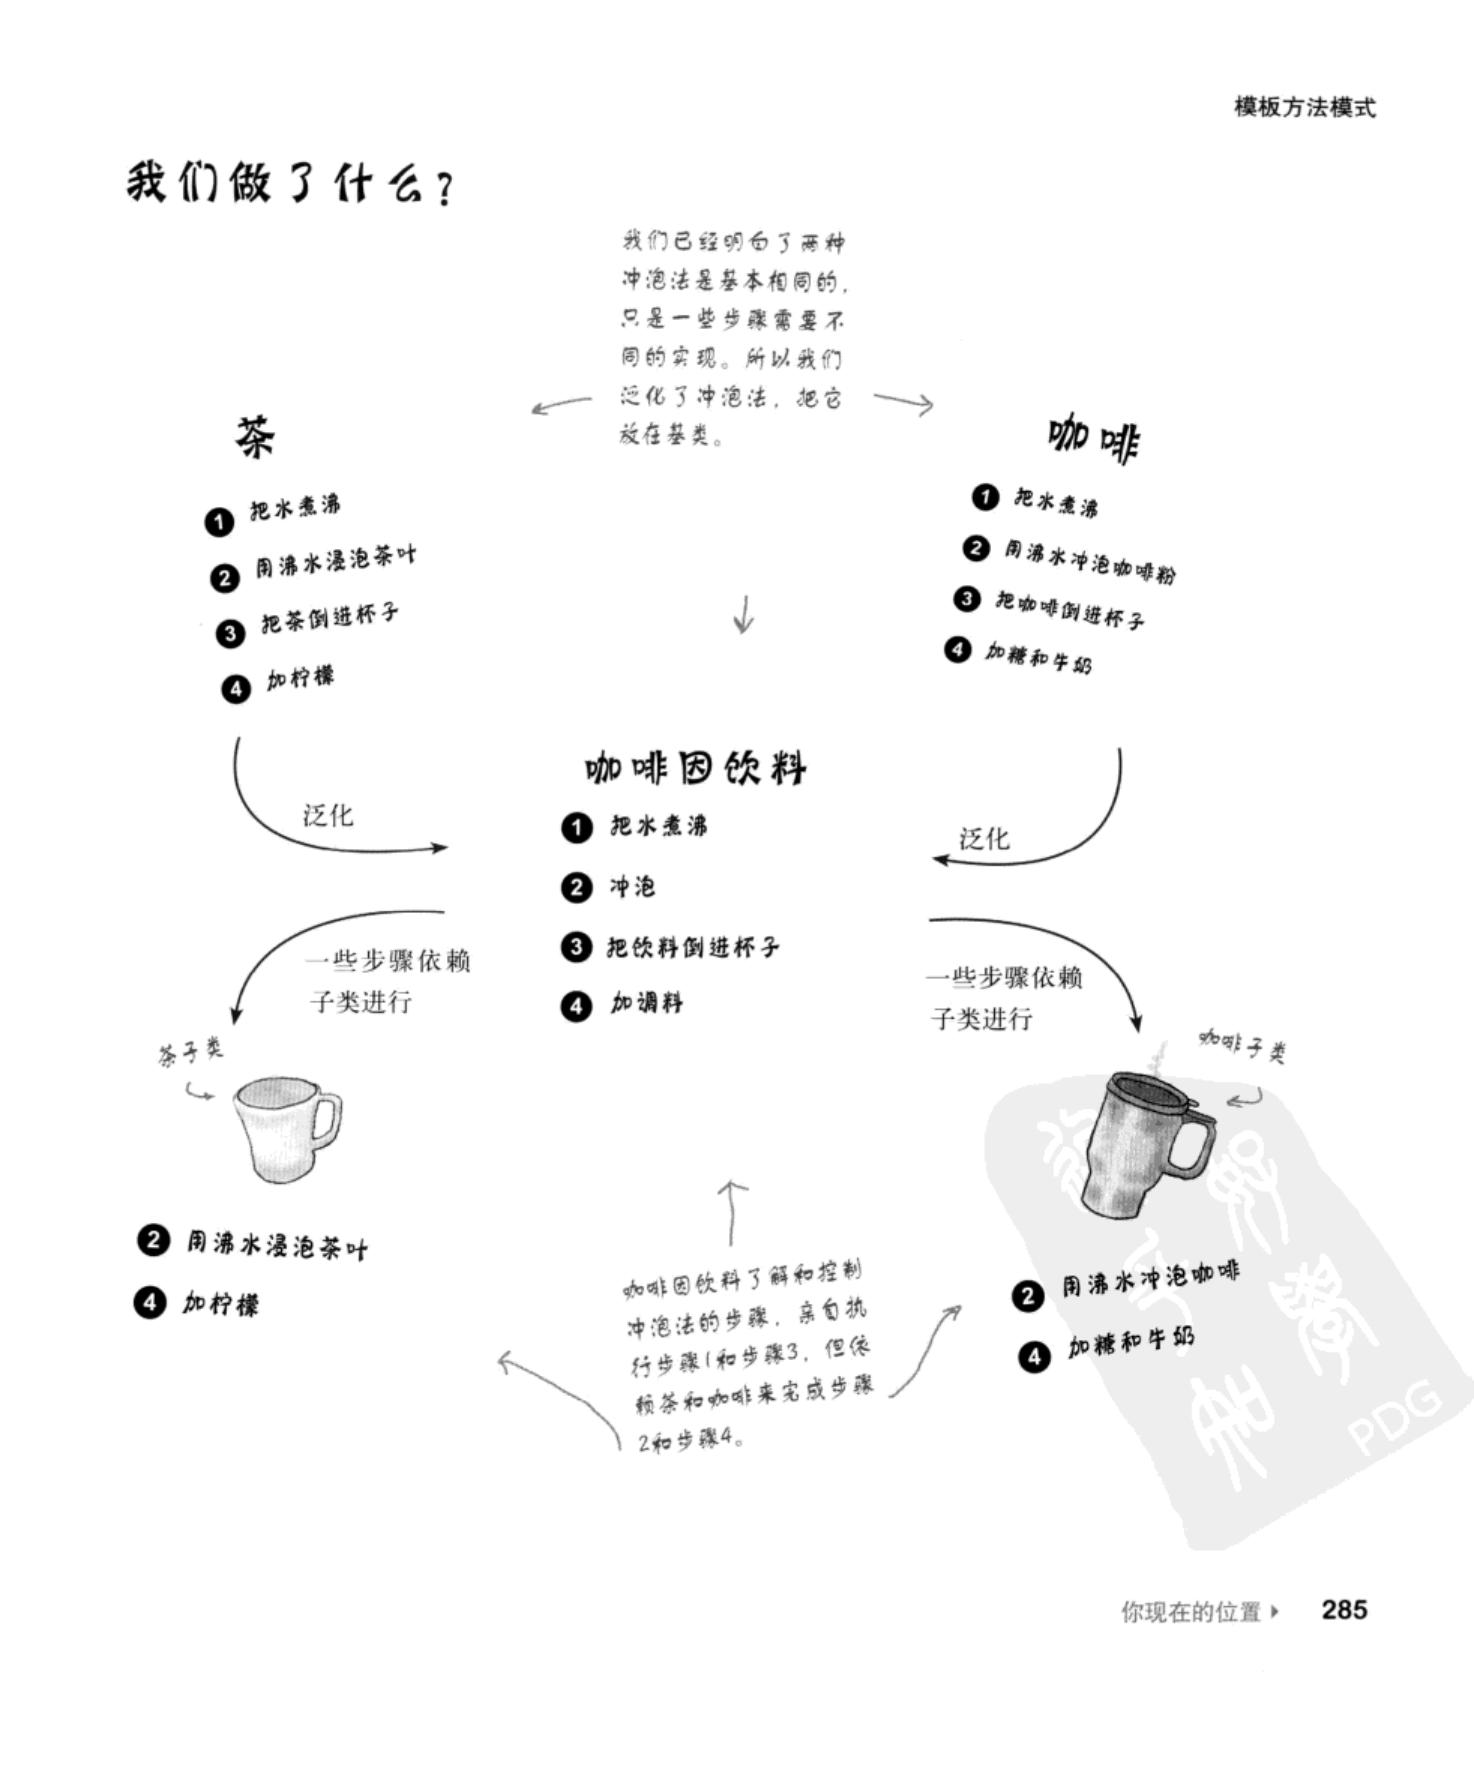 模板方法模式
我们做了什么?
我们已经明白了两种
冲泡法是基本相同的，
只是一些步骤需要不
同的实现。所以我们
泛化了冲泡法，把它
放在基类。
茶
1 把水煮沸
2 用沸水浸泡茶叶
3 把茶倒进杯子
4 加柠檬
咖啡
1 把水煮沸
2 用沸水冲泡咖啡粉
3 把咖啡倒进杯子
4 加糖和牛奶
泛化
咖啡因饮料
1 把水煮沸
2 冲泡
3 把饮料倒进杯子
4 加调料
泛化
一些步骤依赖
子类进行
一些步骤依赖
子类进行
茶子类
咖啡子类
2 用沸水浸泡茶叶
4 加柠檬
咖啡因饮料了解和控制
冲泡法的步骤，亲自执
行步骤1和步骤3，但依
赖茶和咖啡来完成步骤
2和步骤4。
2 用沸水冲泡咖啡
4 加糖和牛奶
PDG
你现在的位置 285